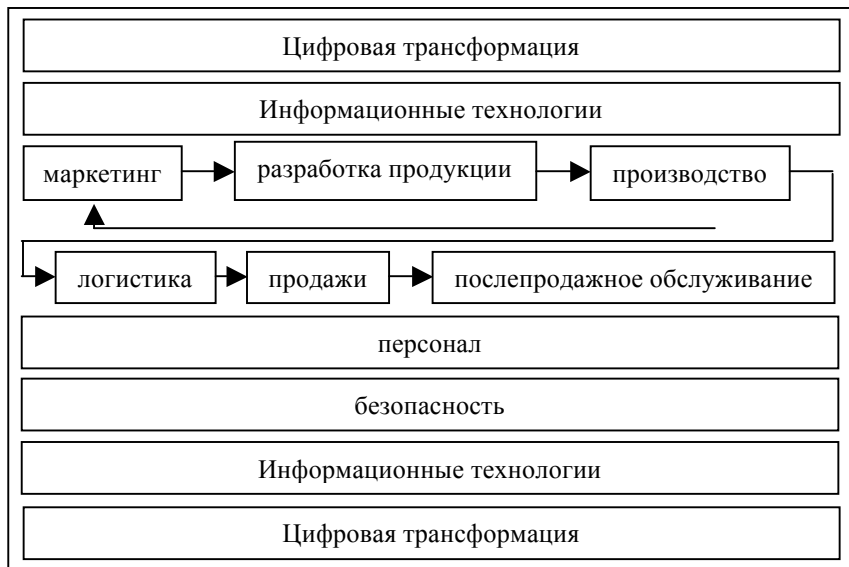 Цифровая трансформация
Информационные технологии
маркетинг разработка продукции производство
логистика продажи послепродажное обслуживание
персонал
безопасность
Информационные технологии
Цифровая трансформация